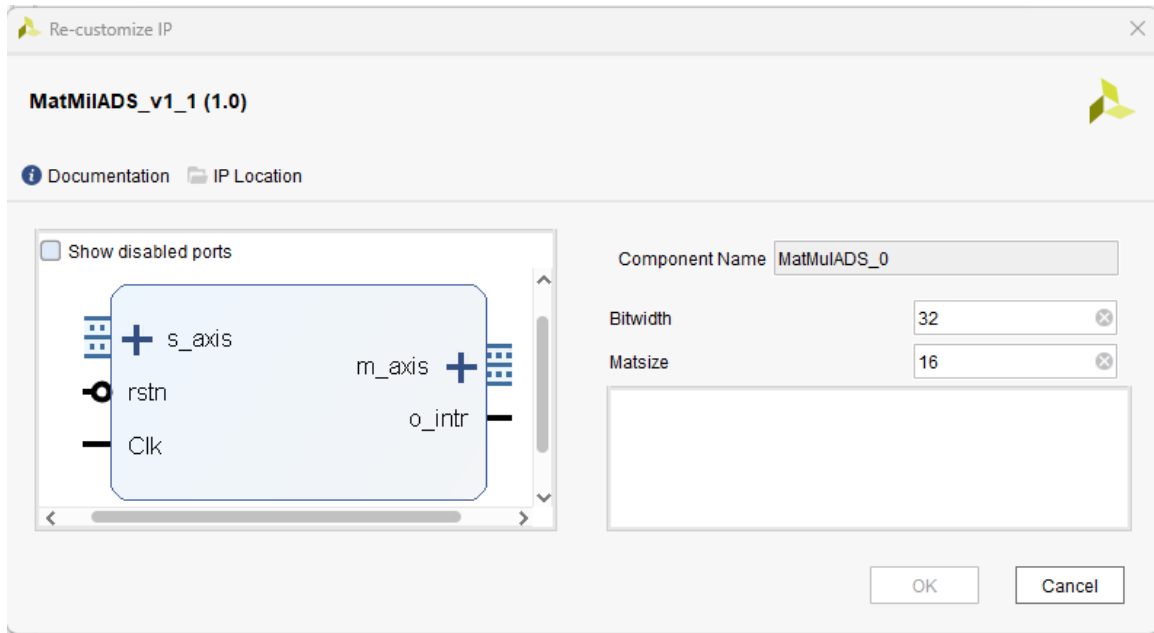 Re-customize IP
MatMilADS_v1_1 (1.0)
Documentation IP Location
Show disabled ports
s_axis
rstn
Clk
m_axis
o_intr
Component Name MatMulADS_0
Bitwidth 32
Matsize 16
OK Cancel